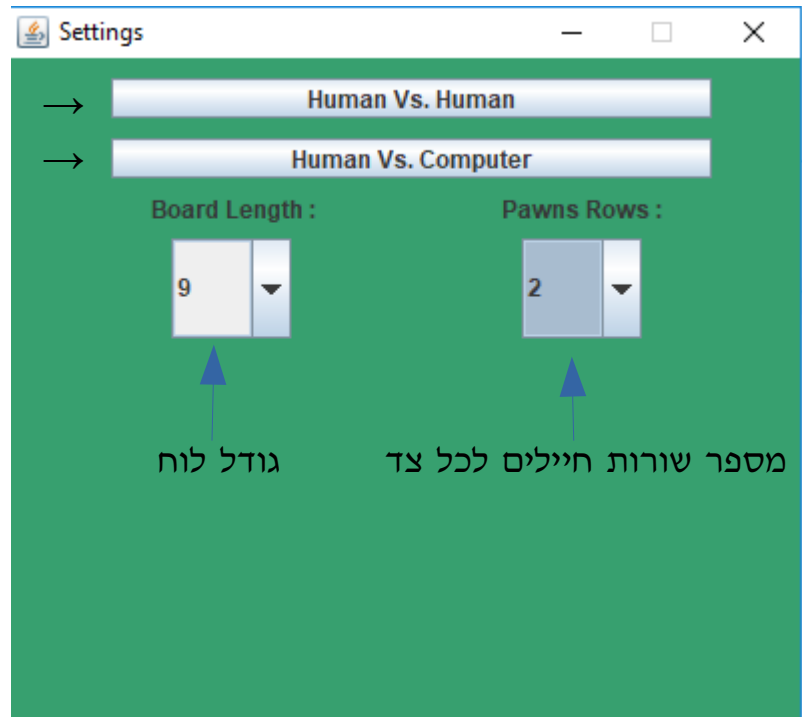 Settings
→ Human Vs. Human
→ Human Vs. Computer
Board Length : Pawns Rows :
9 2
גודל לוח מספר שורות חיילים לכל צד